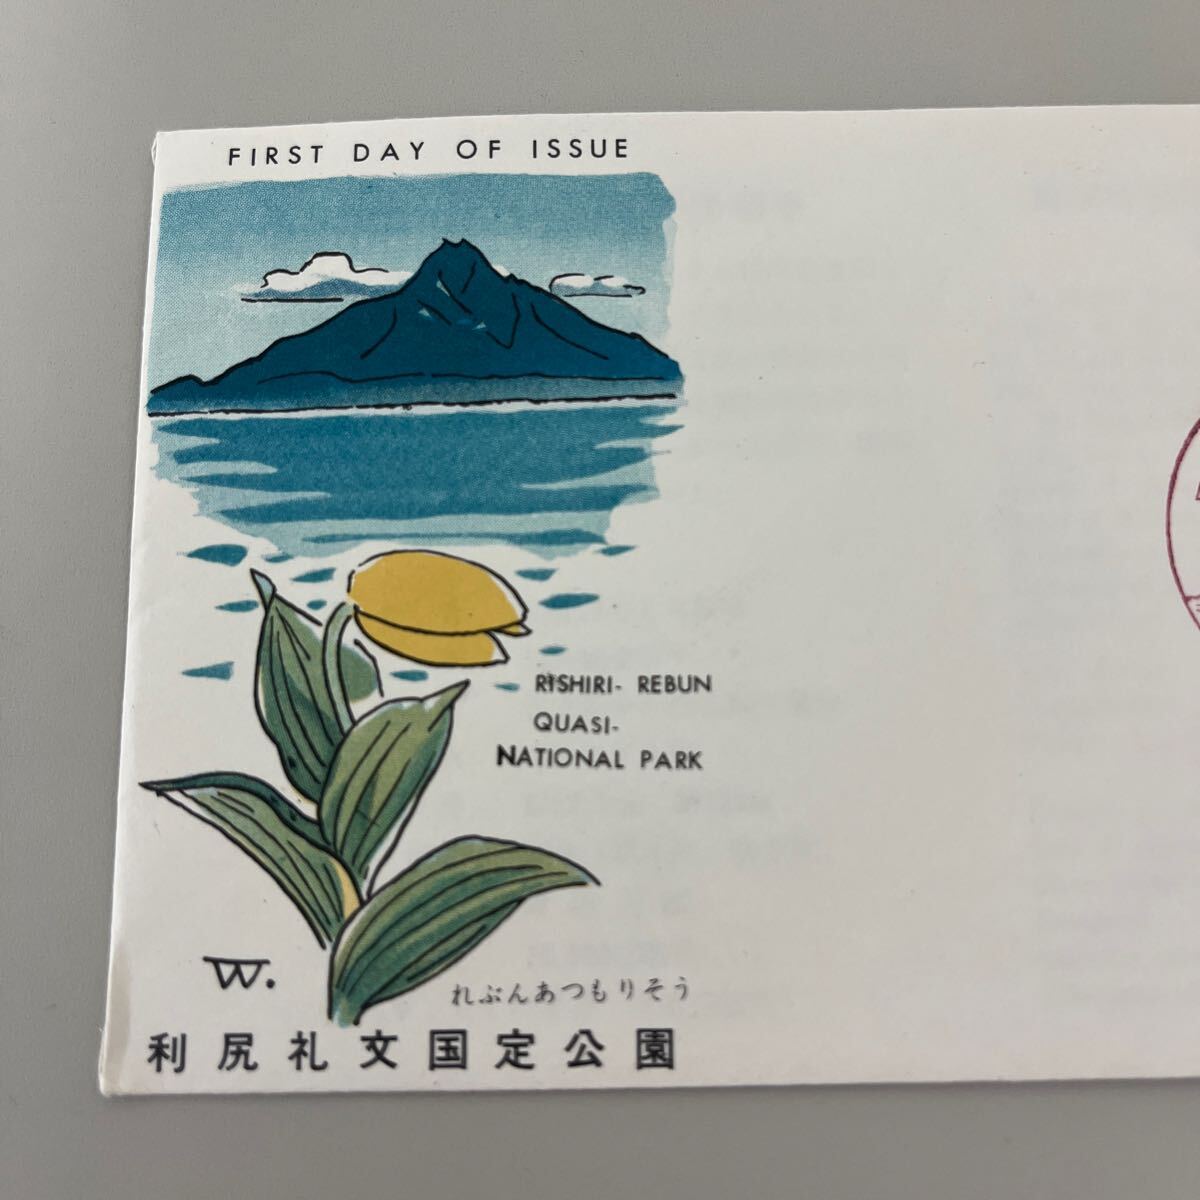 FIRST DAY OF ISSUE
RISHIRI- REBUN
QUASI-
NATIONAL PARK
W.
れぶんあつもりそう
利尻礼文国定公園